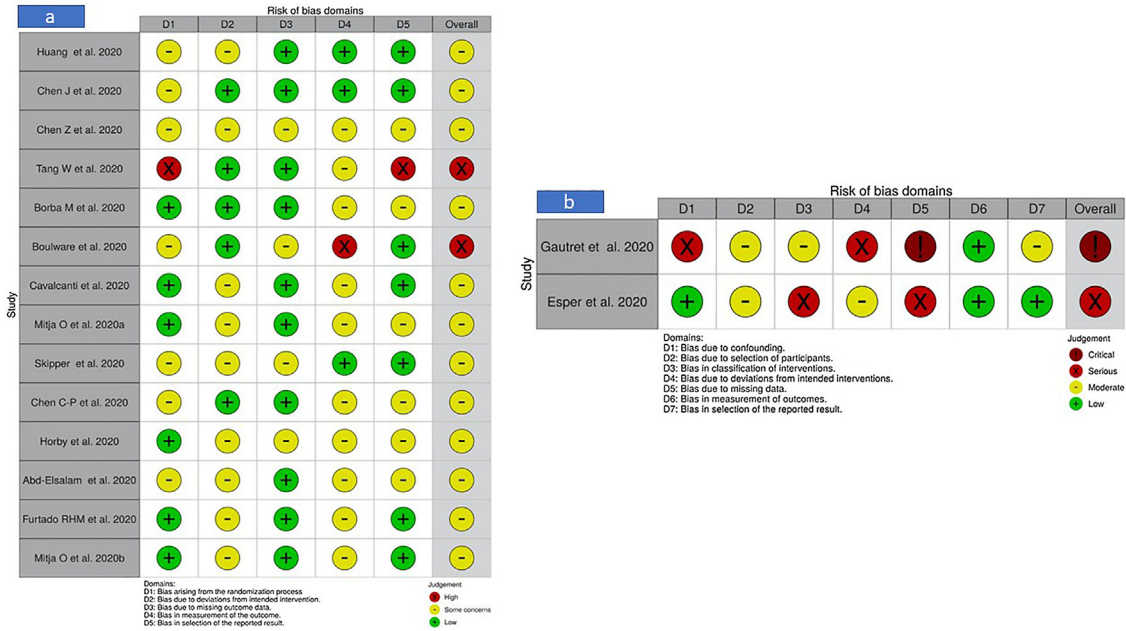 a
Risk of bias domains
D1 D2 D3 D4 D5 Overall
Study
Huang et al. 2020 - - + + + -
Chen J et al. 2020 - + + + + -
Chen Z et al. 2020 - - - - - -
Tang W et al. 2020 X + + - X X
Borba M et al. 2020 + + + - - -
Boulware et al. 2020 - + - X + X
Cavalcanti et al. 2020 + - + - + -
Mitja O et al. 2020a + - + - - -
Skipper et al. 2020 - - - + + -
Chen C-P et al. 2020 - + + - - -
Horby et al. 2020 + - - - - -
Abd-Elsalam et al. 2020 - - + - - -
Furtado RHM et al. 2020 + - + - + -
Mitja O et al. 2020b + - + - + -
Domains:
D1: Bias arising from the randomization process
D2: Bias due to deviations from intended intervention.
D3: Bias due to missing outcome data.
D4: Bias in measurement of the outcome.
D5: Bias in selection of the reported result.
Judgement
X High
- Some concerns
+ Low
b
Risk of bias domains
D1 D2 D3 D4 D5 D6 D7 Overall
Study
Gautret et al. 2020 X - - X ! + - !
Esper et al. 2020 + - X - X + + X
Domains:
D1: Bias due to confounding.
D2: Bias due to selection of participants.
D3: Bias in classification of interventions.
D4: Bias due to deviations from intended interventions.
D5: Bias due to missing data.
D6: Bias in measurement of outcomes.
D7: Bias in selection of the reported result.
Judgement
! Critical
X Serious
- Moderate
+ Low